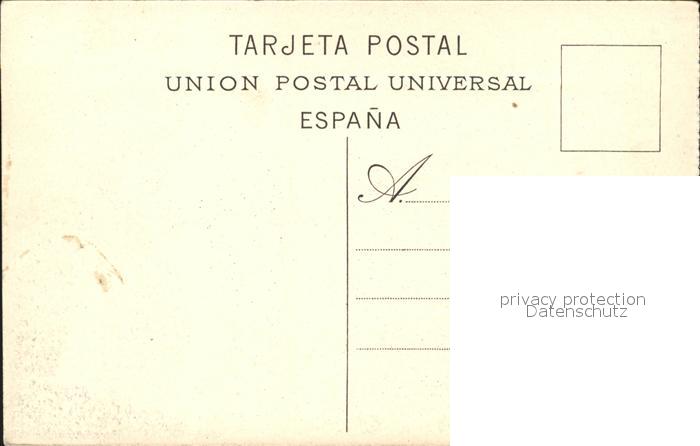 TARJETA POSTAL
UNION POSTAL UNIVERSAL
ESPAÑA
A.
privacy protection
Datenschutz